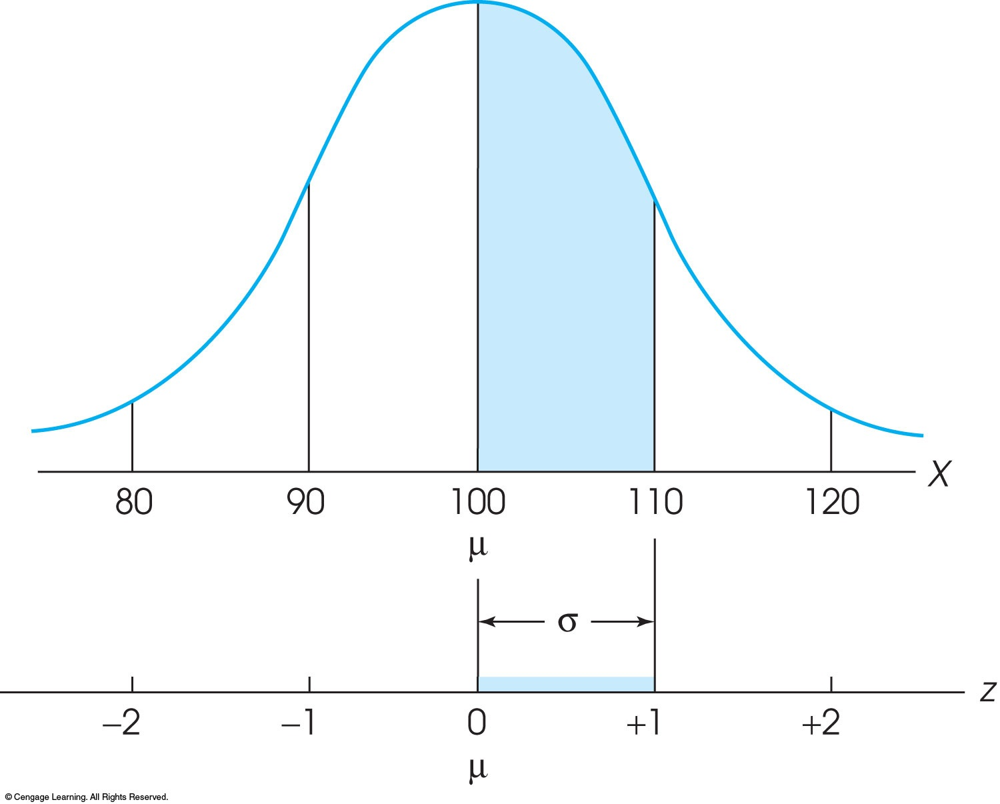 X
80 90 100 110 120
μ
σ
z
–2 –1 0 +1 +2
μ
© Cengage Learning. All Rights Reserved.